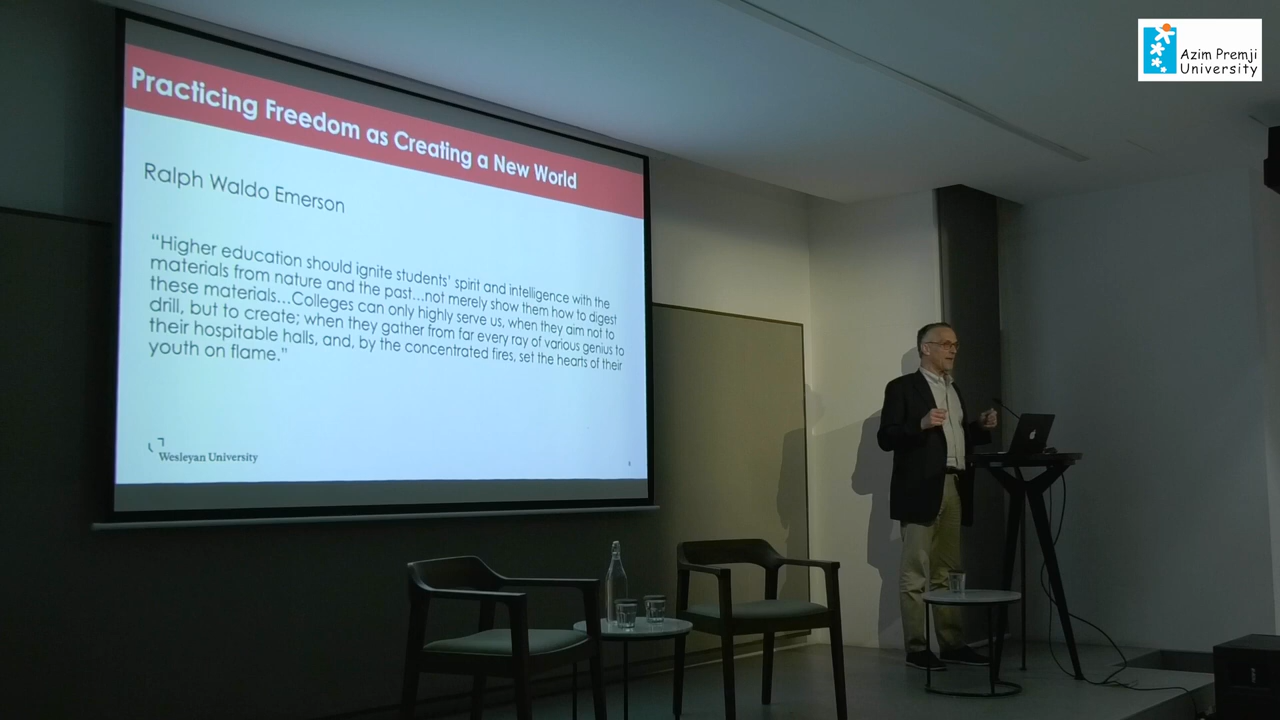 Azim Premji
University
Practicing Freedom as Creating a New World
Ralph Waldo Emerson
“Higher education should ignite students’ spirit and intelligence with the
materials from nature and the past...not merely show them how to digest
these materials...Colleges can only highly serve us, when they aim not to
drill, but to create; when they gather from far every ray of various genius to
their hospitable halls, and, by the concentrated fires, set the hearts of their
youth on flame.”
Wesleyan University